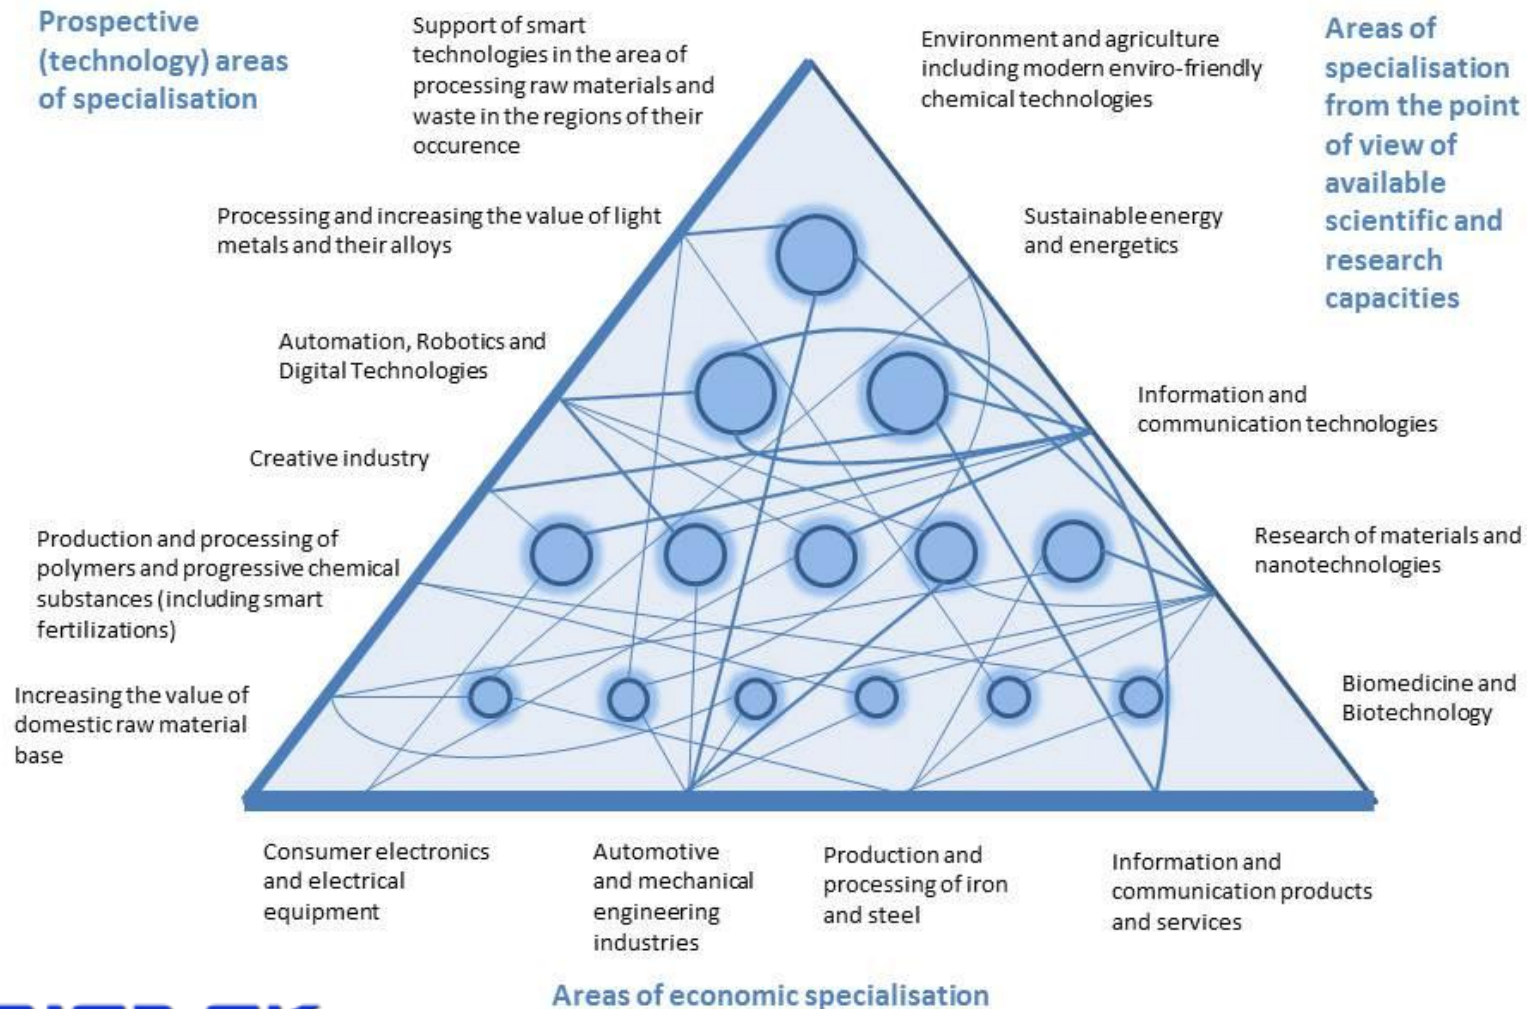 Prospective
(technology) areas
of specialisation
Support of smart
technologies in the area of
processing raw materials and
waste in the regions of their
occurence
Environment and agriculture
including modern enviro-friendly
chemical technologies
Areas of
specialisation
from the point
of view of
available
scientific and
research
capacities
Processing and increasing the value of light
metals and their alloys
Sustainable energy
and energetics
Automation, Robotics and
Digital Technologies
Information and
communication technologies
Creative industry
Production and processing of
polymers and progressive chemical
substances (including smart
fertilizations)
Research of materials and
nanotechnologies
Increasing the value of
domestic raw material
base
Biomedicine and
Biotechnology
Consumer electronics
and electrical
equipment
Automotive
and mechanical
engineering
industries
Production and
processing of iron
and steel
Information and
communication products
and services
Areas of economic specialisation